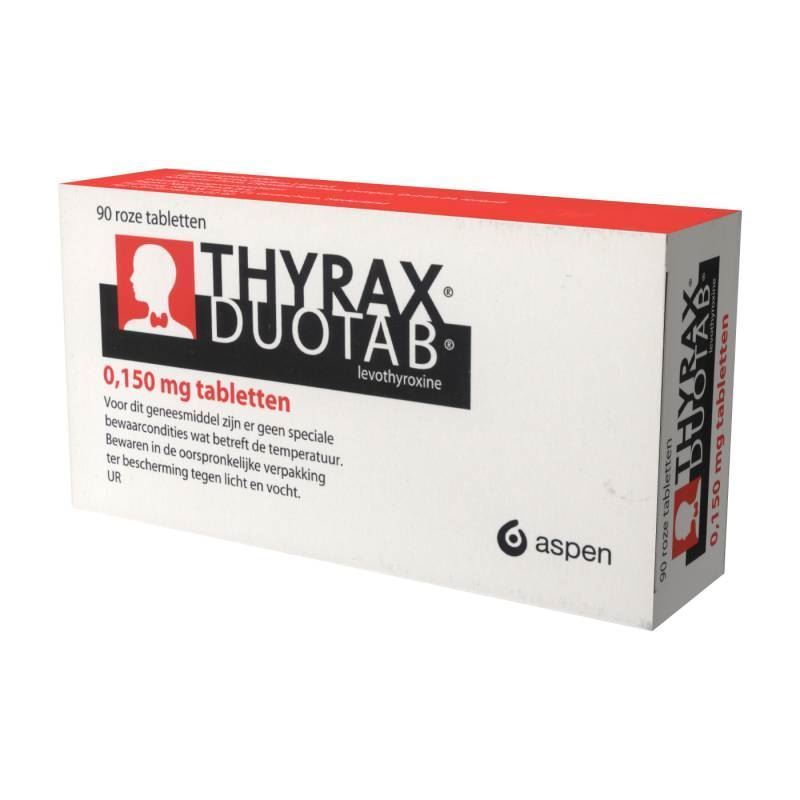 90 roze tabletten
THYRAX®
DUOTAB®
levothyroxine
0,150 mg tabletten
Voor dit geneesmiddel zijn er geen speciale
bewaarcondities wat betreft de temperatuur.
Bewaren in de oorspronkelijke verpakking
ter bescherming tegen licht en vocht.
UR
aspen
90 roze tabletten
THYRAX®
DUOTAB®
levothyroxine
0,150 mg tabletten